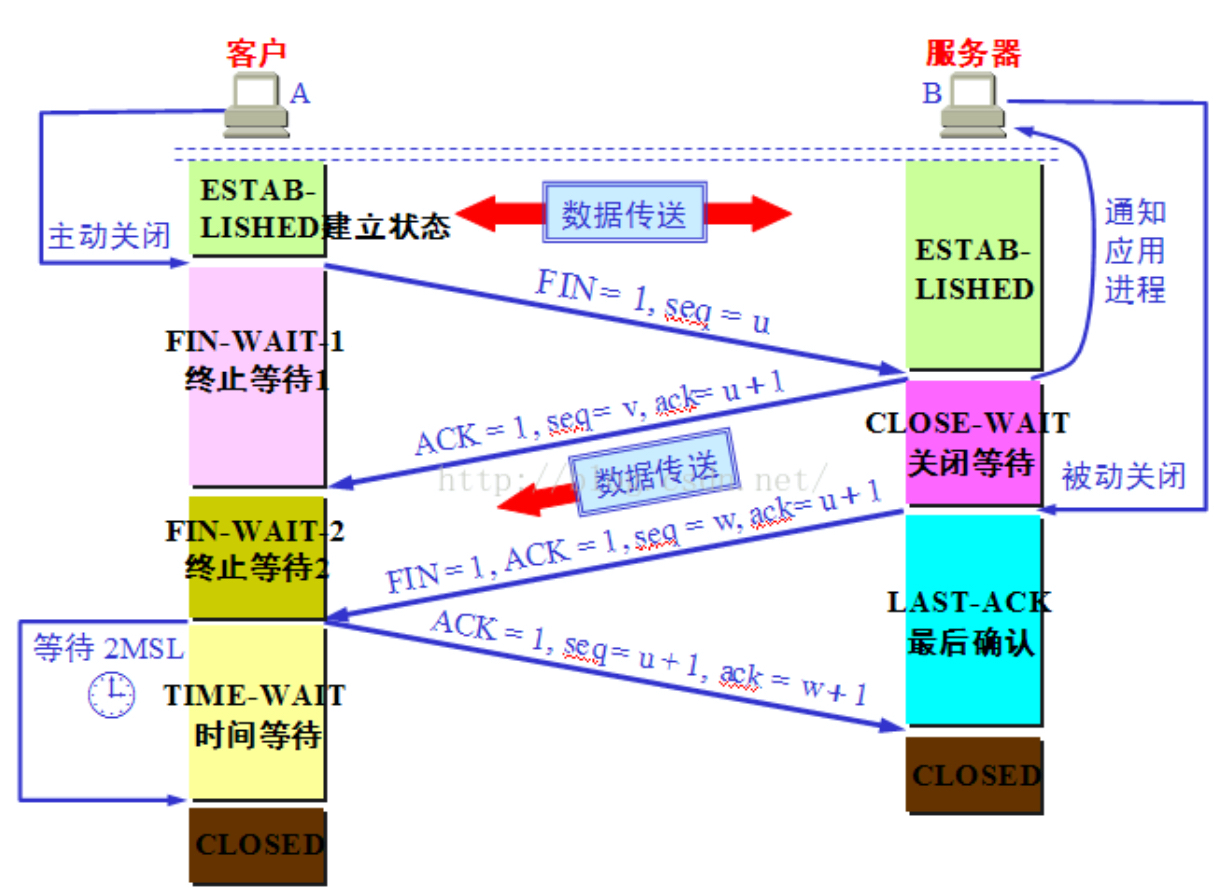 客户
服务器
A
B
ESTAB-
LISHED建立状态
数据传送
主动关闭
ESTAB-
LISHED
通知
应用
进程
FIN = 1, seq = u
FIN-WAIT-1
终止等待1
ACK = 1, seq= v, ack= u + 1
CLOSE-WAIT
关闭等待
数据传送
被动关闭
FIN-WAIT-2
终止等待2
FIN = 1, ACK = 1, seq = w, ack= u + 1
LAST-ACK
最后确认
ACK = 1, seq= u + 1, ack = w + 1
等待 2MSL
TIME-WAIT
时间等待
CLOSED
CLOSED